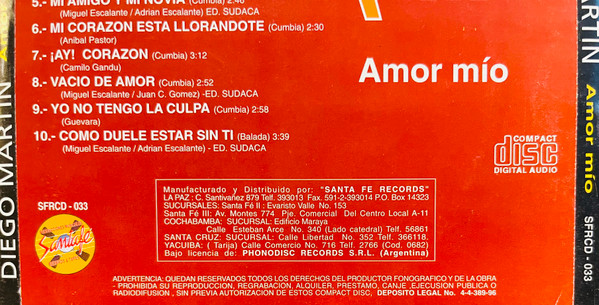 5.- MI AMIGO Y MI NOVIA (Cumbia) 2:46
(Miguel Escalante / Adrian Escalante) ED. SUDACA
6.- MI CORAZON ESTA LLORANDOTE (Cumbia) 2:30
(Anibal Pastor)
7.- ¡AY! CORAZON (Cumbia) 3:12
(Camilo Gandu)
8.- VACIO DE AMOR (Cumbia) 2:52
(Miguel Escalante / Juan C. Gomez) -ED. SUDACA
9.- YO NO TENGO LA CULPA (Cumbia) 2:58
(Guevara)
10.- COMO DUELE ESTAR SIN TI (Balada) 3:39
(Miguel Escalante / Adrian Escalante) - ED. SUDACA
Amor mío
COMPACT
disc
DIGITAL AUDIO
Manufacturado y Distribuido por: "SANTA FE RECORDS"
LA PAZ : C. Santivañez 879 Telf. 393013 Fax. 591-2-393014 P.O. Box 14323
SUCURSALES: Santa Fé II : Evaristo Valle No. 153
Santa Fé III: Av. Montes 774 Pje. Comercial Del Centro Local A-11
COCHABAMBA: SUCURSAL: Edificio Maraya
Calle Esteban Arce No. 340 (Lado catedral) Telf. 56861
SANTA CRUZ: SUCURSAL: Calle Libertad No. 352 Telf. 366118.
YACUIBA: ( Tarija) Calle Comercio No. 716 Telf. 2766 (Cod. 0682)
Bajo licencia de: PHONODISC RECORDS S.R.L. (Argentina)
SFRCD - 033
Santa Fe
ADVERTENCIA: QUEDAN RESERVADOS TODOS LOS DERECHOS DEL PRODUCTOR FONOGRAFICO Y DE LA OBRA
- PROHIBIDA SU REPRODUCCION, REGRABACION, ALQUILER, PRESTAMO, CANJE ,EJECUSION PUBLICA O
RADIODIFUSION , SIN PREVIA AUTORIZACION DE ESTOS COMPACT DISC, DEPOSITO LEGAL No. 4-4-389-96
DIEGO MARTIN
MARTIN Amor mío SFRCD - 033